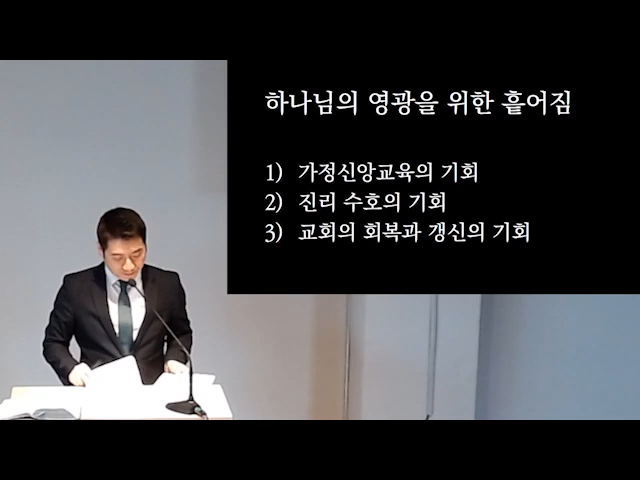 하나님의 영광을 위한 흩어짐
1) 가정신앙교육의 기회
2) 진리 수호의 기회
3) 교회의 회복과 갱신의 기회